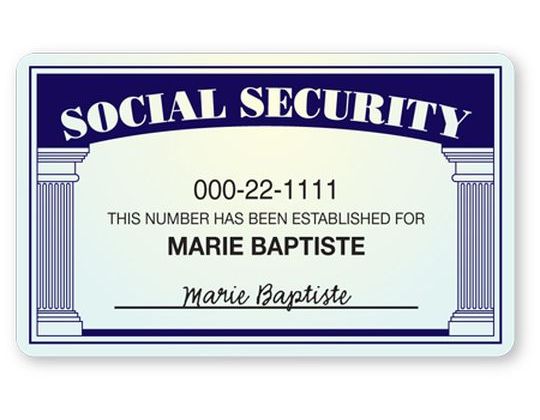 SOCIAL SECURITY
000-22-1111
THIS NUMBER HAS BEEN ESTABLISHED FOR
MARIE BAPTISTE
Marie Baptiste